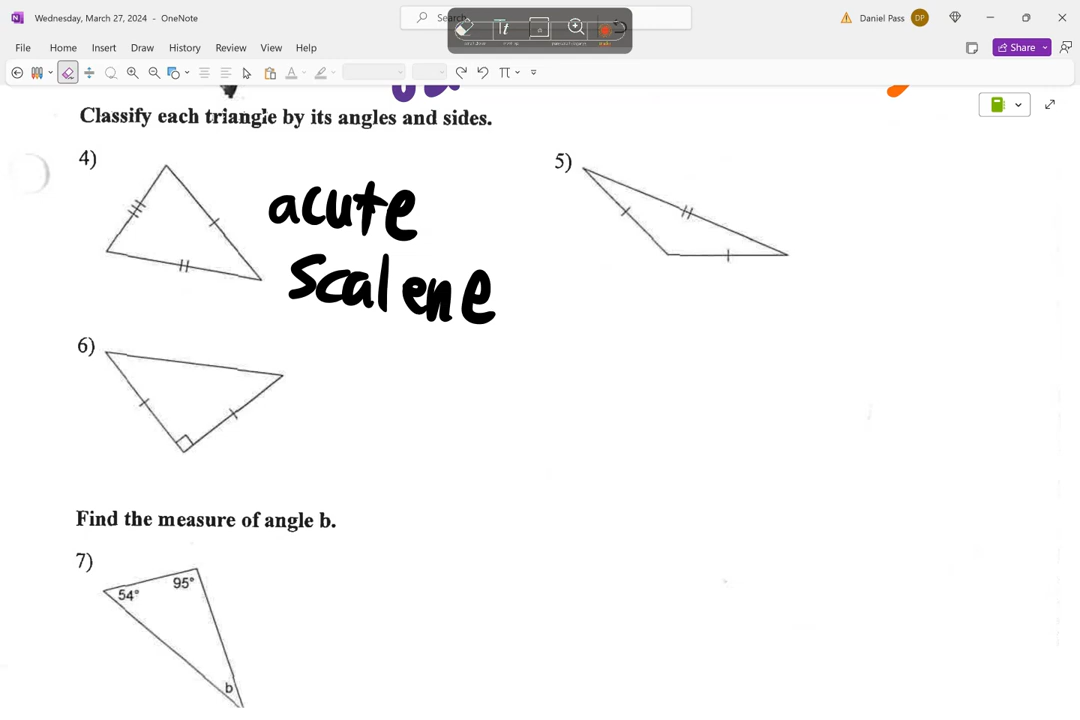 Wednesday, March 27, 2024 - OneNote
Search
Daniel Pass DP
File Home Insert Draw History Review View Help
Share
Tt
Classify each triangle by its angles and sides.
4)
acute
scalene
5)
6)
Find the measure of angle b.
7)
54° 95°
b